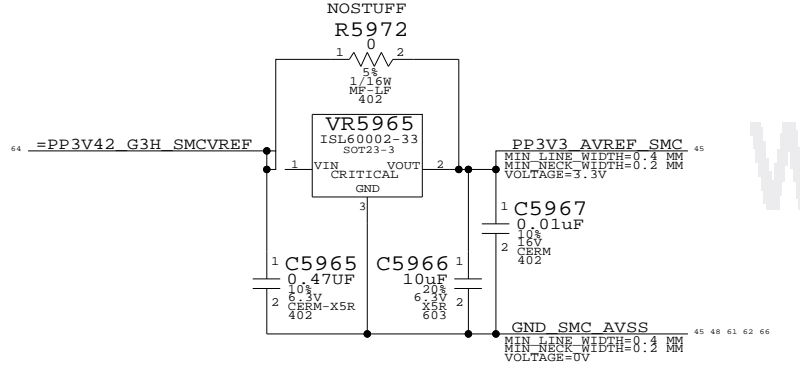 NOSTUFF
R5972
0
1 2
5%
1/16W
MF-LF
402
VR5965
ISL60002-33
SOT23-3
64 =PP3V42_G3H_SMCVREF
PP3V3_AVREF_SMC 45
MIN_LINE_WIDTH=0.4 MM
MIN_NECK_WIDTH=0.2 MM
VOLTAGE=3.3V
1 VIN VOUT 2
CRITICAL
GND
3
1 C5967
0.01uF
10%
16V
CERM
402
2
1 C5965
0.47UF
10%
6.3V
CERM-X5R
402
2
C5966 1
10uF
20%
6.3V
X5R
603
2
GND_SMC_AVSS 45 48 61 62 66
MIN_LINE_WIDTH=0.4 MM
MIN_NECK_WIDTH=0.2 MM
VOLTAGE=0V